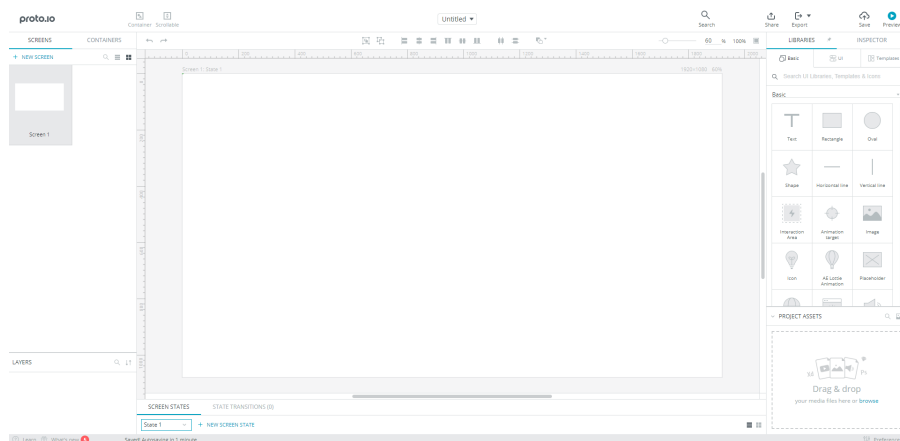 proto.io
Container
Scrollable
Untitled
Search
Share
Export
Save
Preview
SCREENS
CONTAINERS
+ NEW SCREEN
Screen 1
60 %
100%
LIBRARIES
INSPECTOR
Basic
UI
Templates
Search UI Libraries, Templates & Icons
Basic
Text
Rectangle
Oval
Shape
Horizontal line
Vertical line
Interaction Area
Animation target
Image
Icon
AE Lottie Animation
Placeholder
Screen 1: State 1
1920x1080 60%
LAYERS
PROJECT ASSETS
Drag & drop
your media files here or browse
SCREEN STATES
STATE TRANSITIONS (0)
State 1
+ NEW SCREEN STATE
Learn
What's new
Saved! Autosaving in 1 minute
Preferences